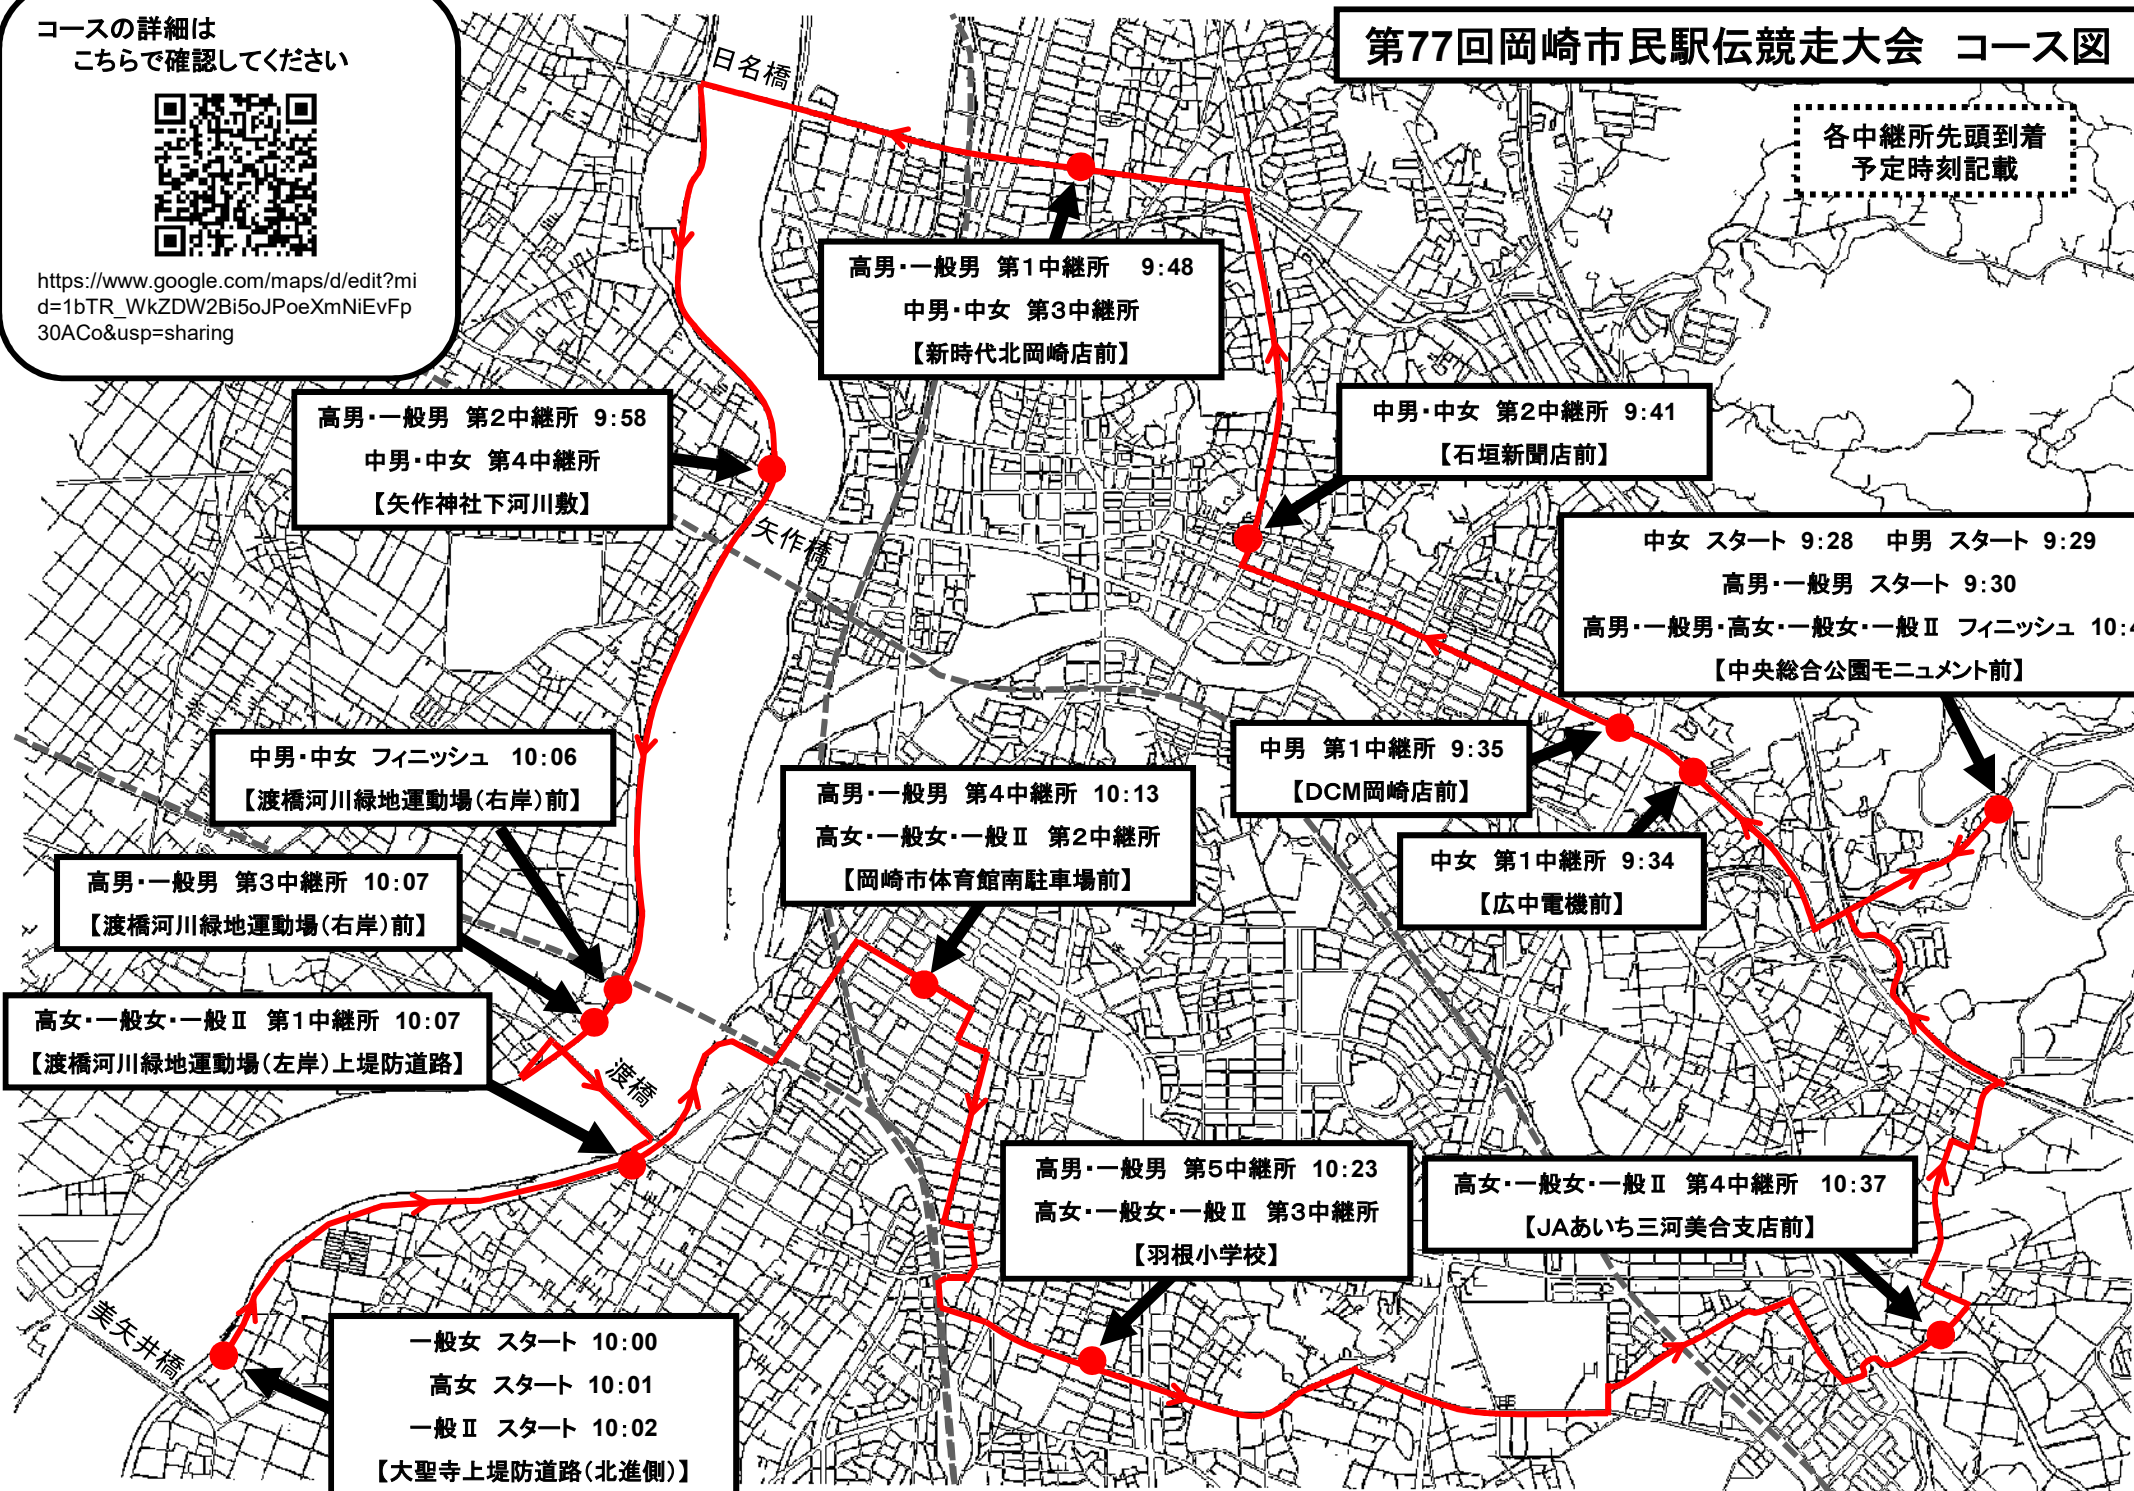 コースの詳細は
こちらで確認してください
https://www.google.com/maps/d/edit?mi
d=1bTR_WkZDW2Bi5oJPoeXmNiEvFp
30ACo&usp=sharing
第77回岡崎市民駅伝競走大会 コース図
各中継所先頭到着
予定時刻記載
日名橋
高男・一般男 第1中継所 9:48
中男・中女 第3中継所
【新時代北岡崎店前】
高男・一般男 第2中継所 9:58
中男・中女 第4中継所
【矢作神社下河川敷】
中男・中女 第2中継所 9:41
【石垣新聞店前】
矢作橋
中女 スタート 9:28 中男 スタート 9:29
高男・一般男 スタート 9:30
高男・一般男・高女・一般女・一般Ⅱ フィニッシュ 10:
【中央総合公園モニュメント前】
中男・中女 フィニッシュ 10:06
【渡橋河川緑地運動場(右岸)前】
中男 第1中継所 9:35
【DCM岡崎店前】
高男・一般男 第4中継所 10:13
高女・一般女・一般Ⅱ 第2中継所
【岡崎市体育館南駐車場前】
中女 第1中継所 9:34
【広中電機前】
高男・一般男 第3中継所 10:07
【渡橋河川緑地運動場(右岸)前】
高女・一般女・一般Ⅱ 第1中継所 10:07
【渡橋河川緑地運動場(左岸)上堤防道路】
渡橋
高男・一般男 第5中継所 10:23
高女・一般女・一般Ⅱ 第3中継所
【羽根小学校】
高女・一般女・一般Ⅱ 第4中継所 10:37
【JAあいち三河美合支店前】
美矢井橋
一般女 スタート 10:00
高女 スタート 10:01
一般Ⅱ スタート 10:02
【大聖寺上堤防道路(北進側)】